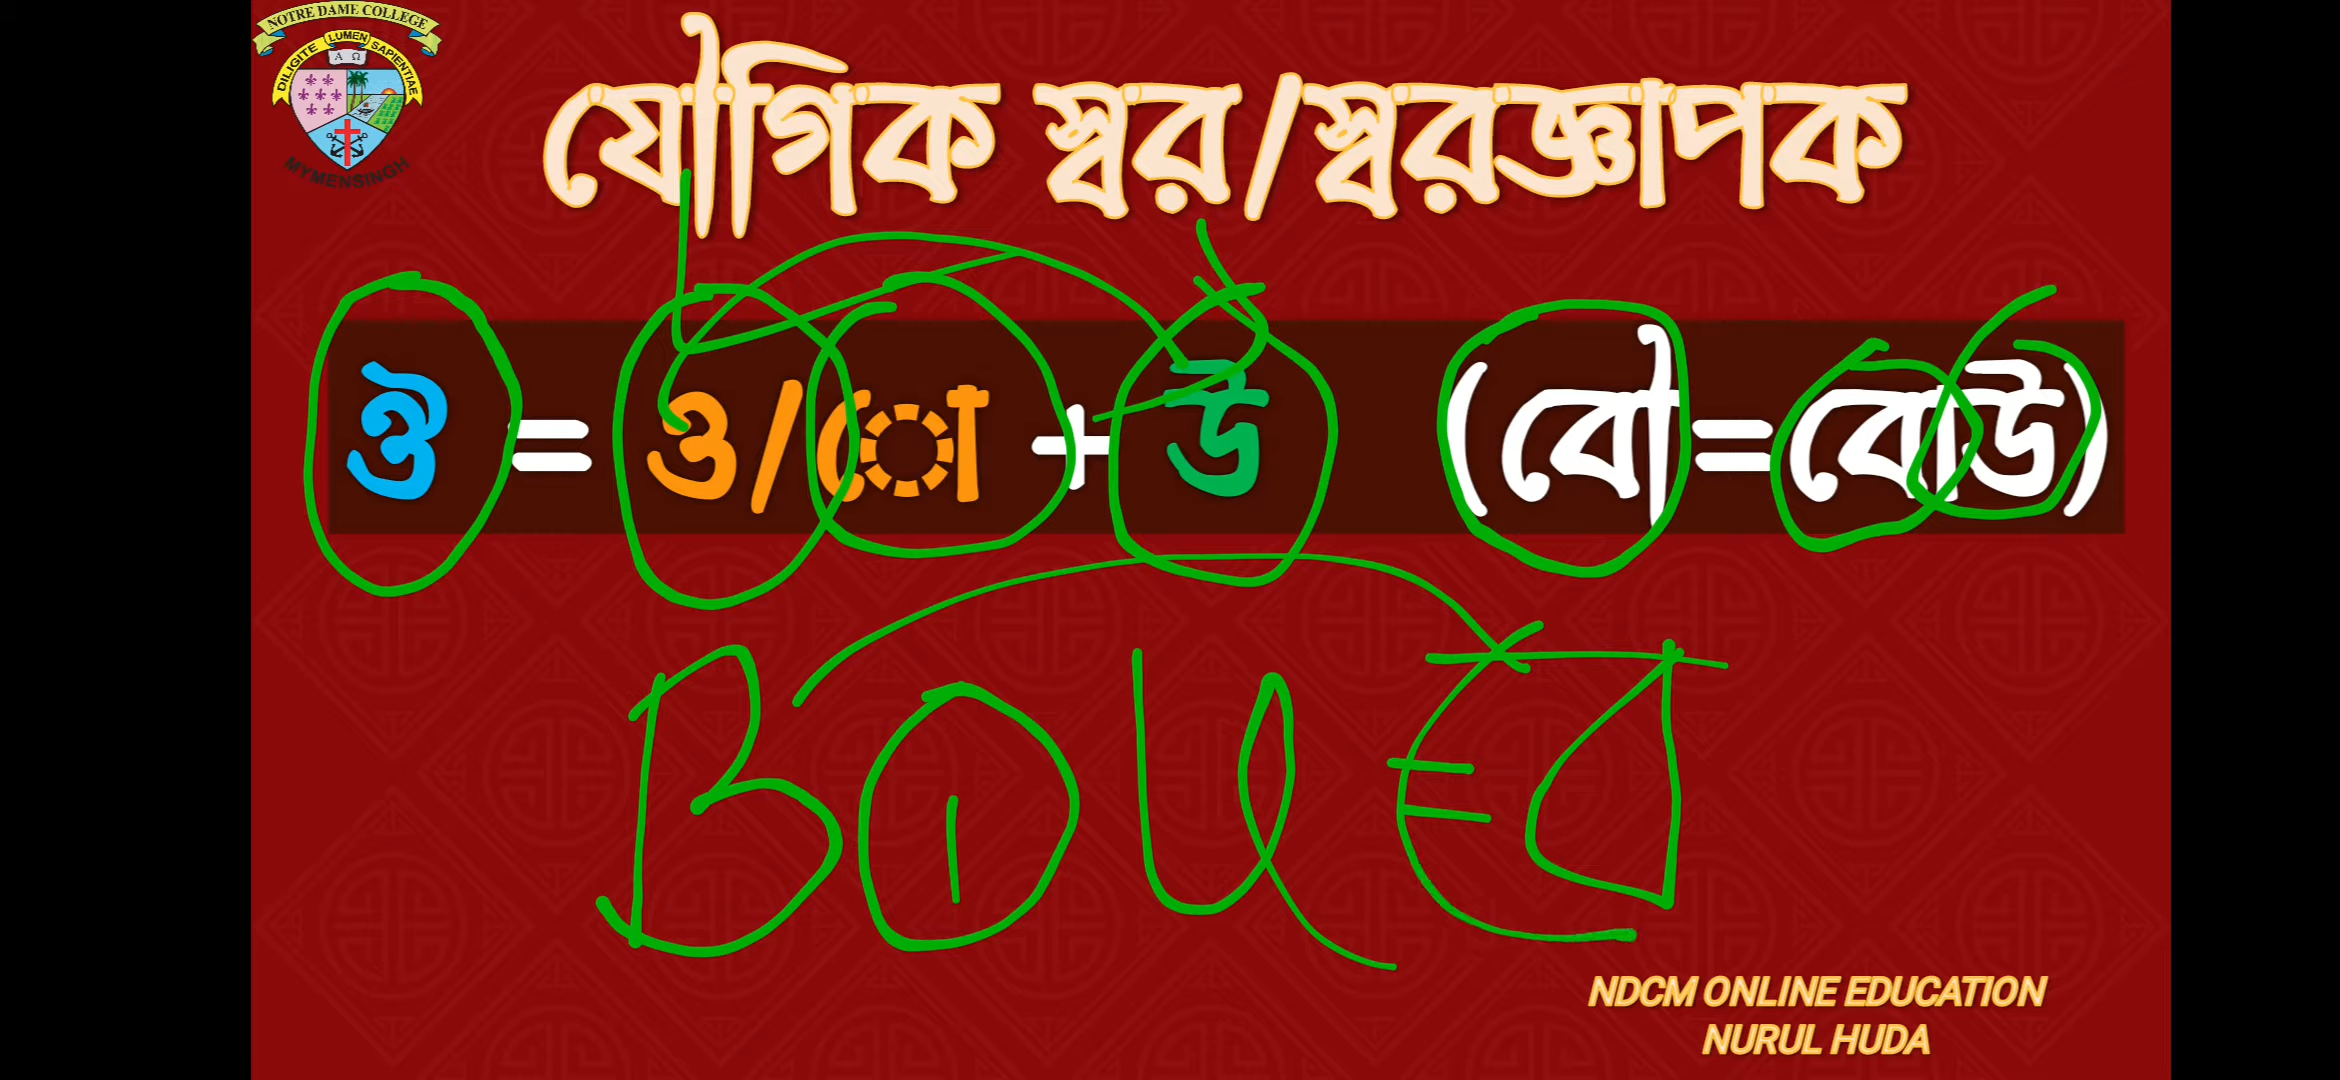 NOTRE DAME COLLEGE
DILIGITE LUMEN SAPIENTIAE
Α Ω
MYMENSINGH
যৌগিক স্বর/স্বরজ্ঞাপক
ঔ = ও/ো + উ (বৌ=বোউ)
BOU
NDCM ONLINE EDUCATION
NURUL HUDA